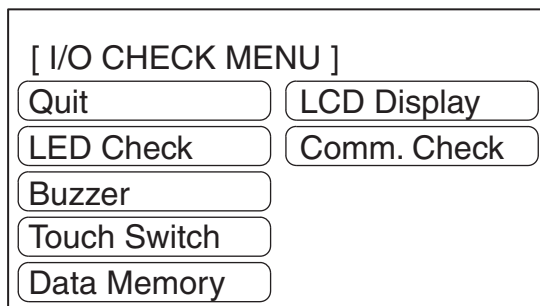 [ I/O CHECK MENU ]
Quit
LCD Display
LED Check
Comm. Check
Buzzer
Touch Switch
Data Memory